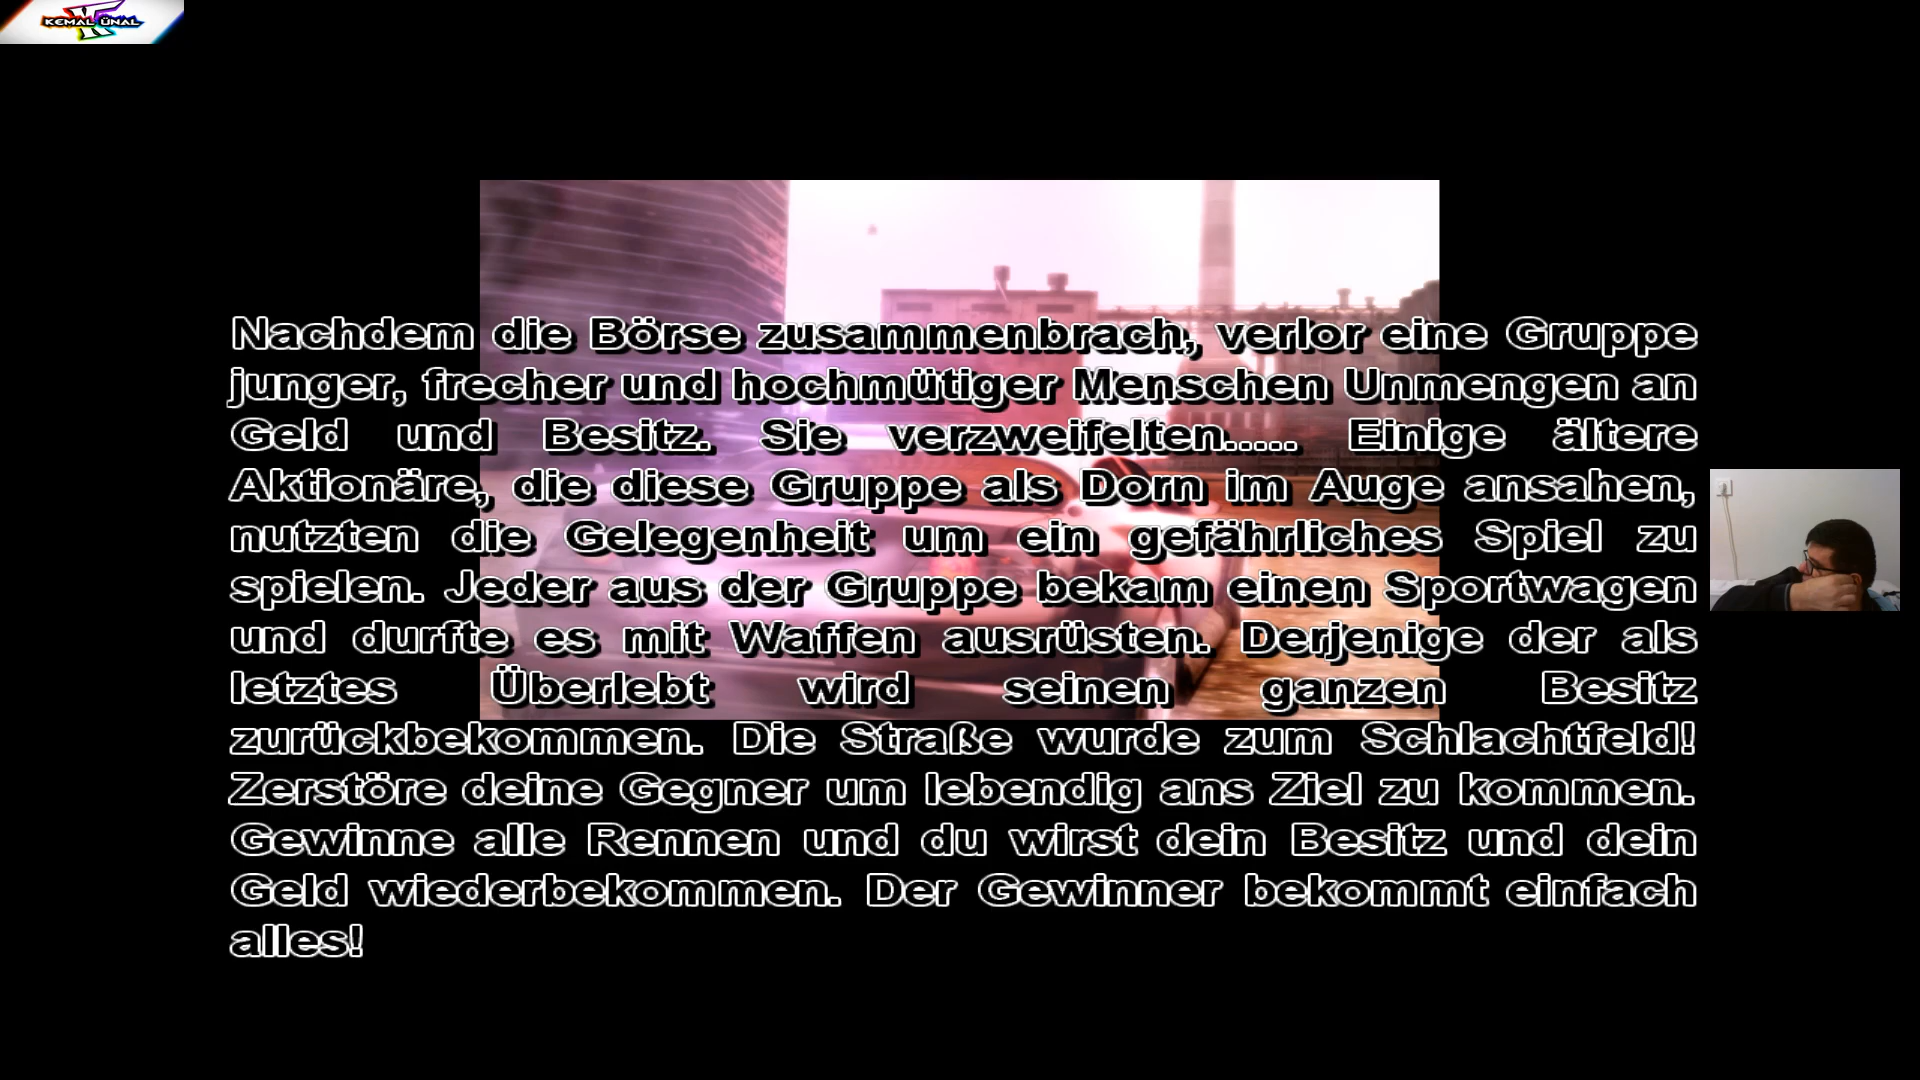 KEMAL ÜNAL
Nachdem die Börse zusammenbrach, verlor eine Gruppe
junger, frecher und hochmütiger Menschen Unmengen an
Geld und Besitz. Sie verzweifelten..... Einige ältere
Aktionäre, die diese Gruppe als Dorn im Auge ansahen,
nutzten die Gelegenheit um ein gefährliches Spiel zu
spielen. Jeder aus der Gruppe bekam einen Sportwagen
und durfte es mit Waffen ausrüsten. Derjenige der als
letztes Überlebt wird seinen ganzen Besitz
zurückbekommen. Die Straße wurde zum Schlachtfeld!
Zerstöre deine Gegner um lebendig ans Ziel zu kommen.
Gewinne alle Rennen und du wirst dein Besitz und dein
Geld wiederbekommen. Der Gewinner bekommt einfach
alles!